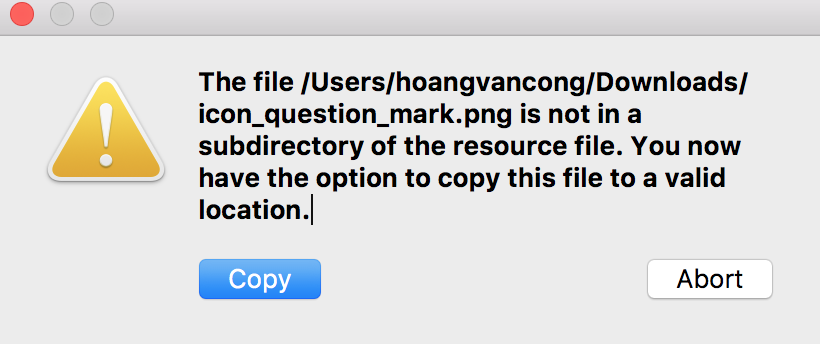 The file /Users/hoangvancong/Downloads/
icon_question_mark.png is not in a
subdirectory of the resource file. You now
have the option to copy this file to a valid
location.
Copy
Abort